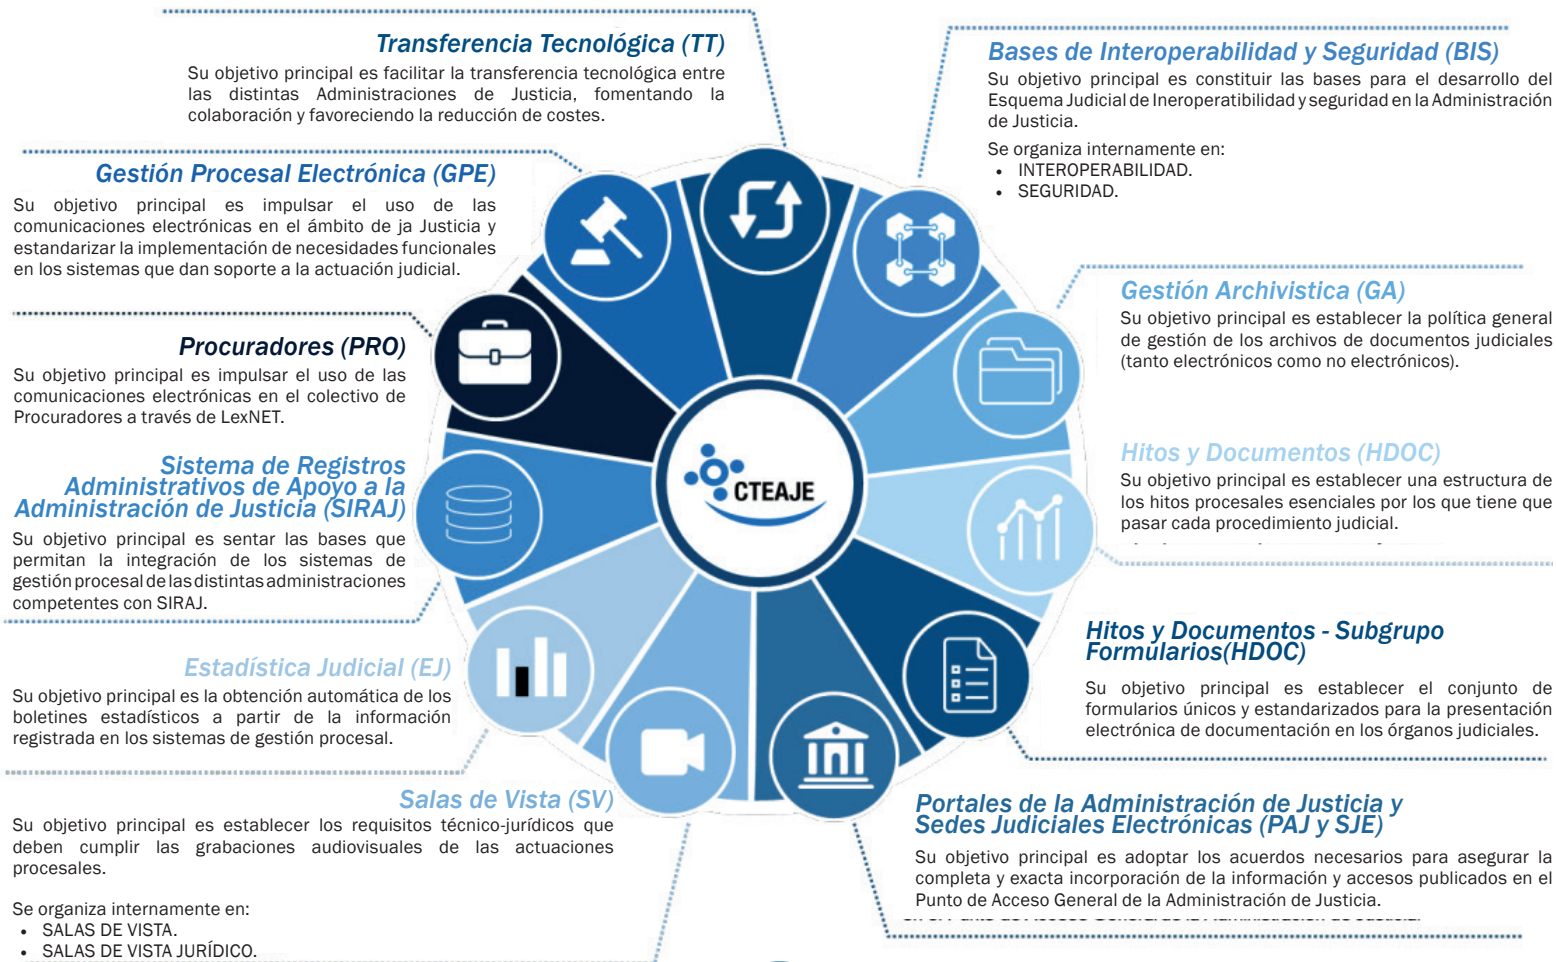 Transferencia Tecnológica (TT)
Su objetivo principal es facilitar la transferencia tecnológica entre
las distintas Administraciones de Justicia, fomentando la
colaboración y favoreciendo la reducción de costes.
Gestión Procesal Electrónica (GPE)
Su objetivo principal es impulsar el uso de las
comunicaciones electrónicas en el ámbito de ja Justicia y
estandarizar la implementación de necesidades funcionales
en los sistemas que dan soporte a la actuación judicial.
Procuradores (PRO)
Su objetivo principal es impulsar el uso de las
comunicaciones electrónicas en el colectivo de
Procuradores a través de LexNET.
Sistema de Registros
Administrativos de Apoyo a la
Administración de Justicia (SIRAJ)
Su objetivo principal es sentar las bases que
permitan la integración de los sistemas de
gestión procesal de las distintas administraciones
competentes con SIRAJ.
Estadística Judicial (EJ)
Su objetivo principal es la obtención automática de los
boletines estadísticos a partir de la información
registrada en los sistemas de gestión procesal.
Salas de Vista (SV)
Su objetivo principal es establecer los requisitos técnico-jurídicos que
deben cumplir las grabaciones audiovisuales de las actuaciones
procesales.
Se organiza internamente en:
• SALAS DE VISTA.
• SALAS DE VISTA JURÍDICO.
CTEAJE
Bases de Interoperabilidad y Seguridad (BIS)
Su objetivo principal es constituir las bases para el desarrollo del
Esquema Judicial de Ineroperatibilidad y seguridad en la Administración
de Justicia.
Se organiza internamente en:
• INTEROPERABILIDAD.
• SEGURIDAD.
Gestión Archivistica (GA)
Su objetivo principal es establecer la política general
de gestión de los archivos de documentos judiciales
(tanto electrónicos como no electrónicos).
Hitos y Documentos (HDOC)
Su objetivo principal es establecer una estructura de
los hitos procesales esenciales por los que tiene que
pasar cada procedimiento judicial.
Hitos y Documentos - Subgrupo
Formularios(HDOC)
Su objetivo principal es establecer el conjunto de
formularios únicos y estandarizados para la presentación
electrónica de documentación en los órganos judiciales.
Portales de la Administración de Justicia y
Sedes Judiciales Electrónicas (PAJ y SJE)
Su objetivo principal es adoptar los acuerdos necesarios para asegurar la
completa y exacta incorporación de la información y accesos publicados en el
Punto de Acceso General de la Administración de Justicia.